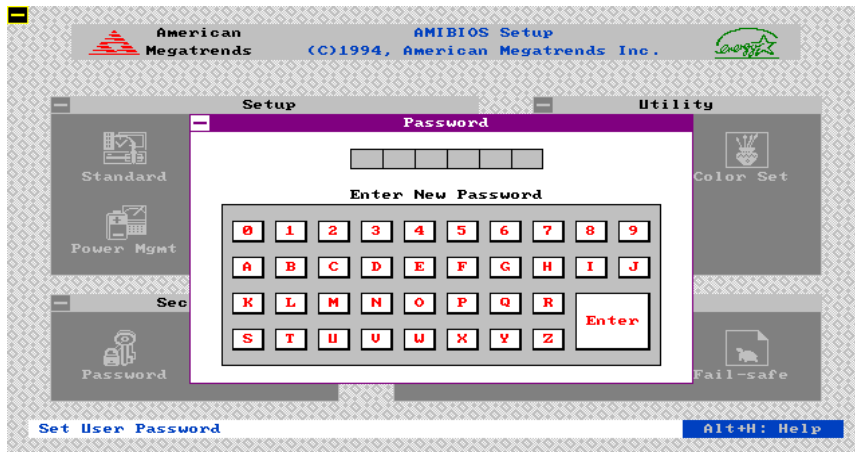 American AMIBIOS Setup
Megatrends (C)1994, American Megatrends Inc.
energy
Setup Utility
Password
Standard Color Set
Enter New Password
0 1 2 3 4 5 6 7 8 9
Power Mgmt
A B C D E F G H I J
Sec
K L M N O P Q R
Enter
S T U V W X Y Z
Password Fail-safe
Set User Password Alt+H: Help